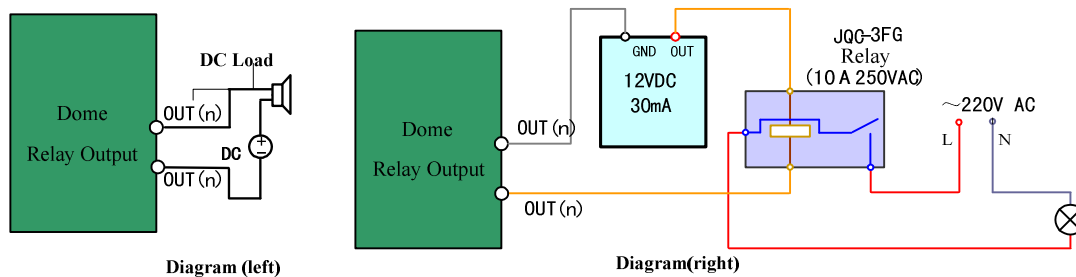 DC Load
Dome
Relay Output
OUT(n)
OUT(n)
DC
Diagram (left)
Dome
Relay Output
OUT(n)
OUT(n)
GND OUT
12VDC
30mA
JQC-3FG
Relay
(10A 250VAC)
~220V AC
L N
Diagram(right)